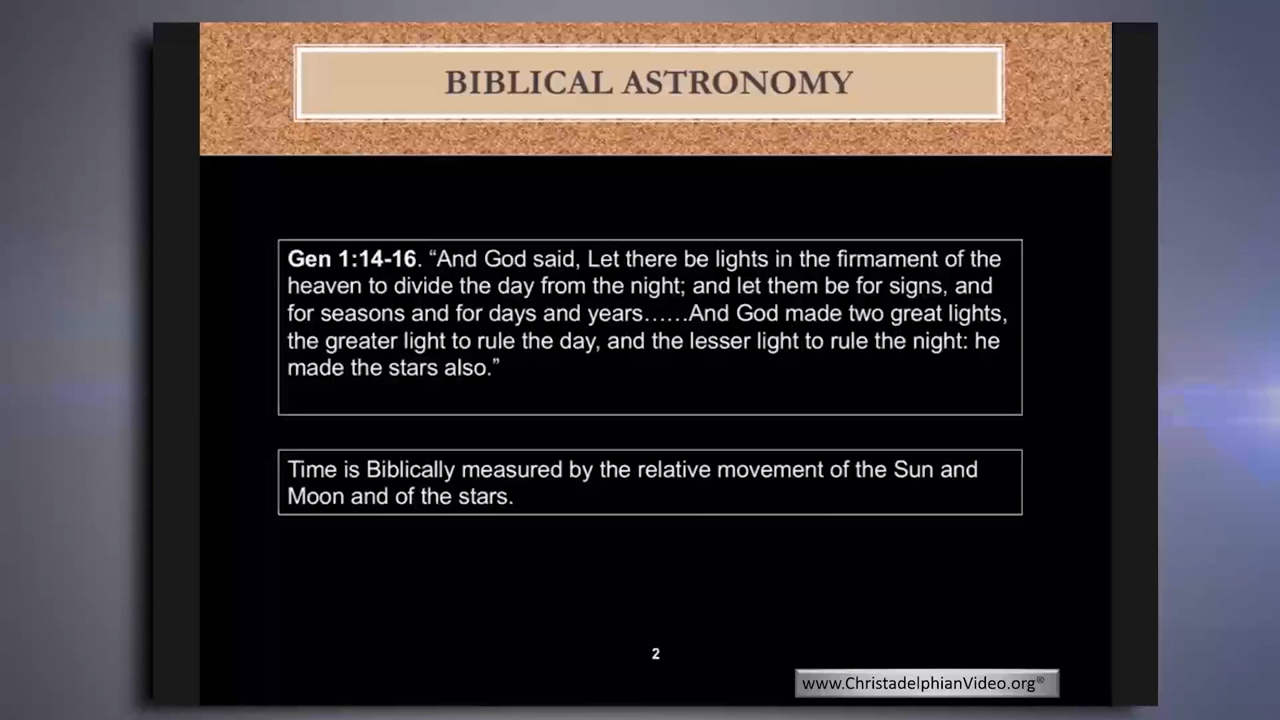 BIBLICAL ASTRONOMY
Gen 1:14-16. “And God said, Let there be lights in the firmament of the
heaven to divide the day from the night; and let them be for signs, and
for seasons and for days and years……And God made two great lights,
the greater light to rule the day, and the lesser light to rule the night: he
made the stars also.”
Time is Biblically measured by the relative movement of the Sun and
Moon and of the stars.
2
www.ChristadelphianVideo.org®